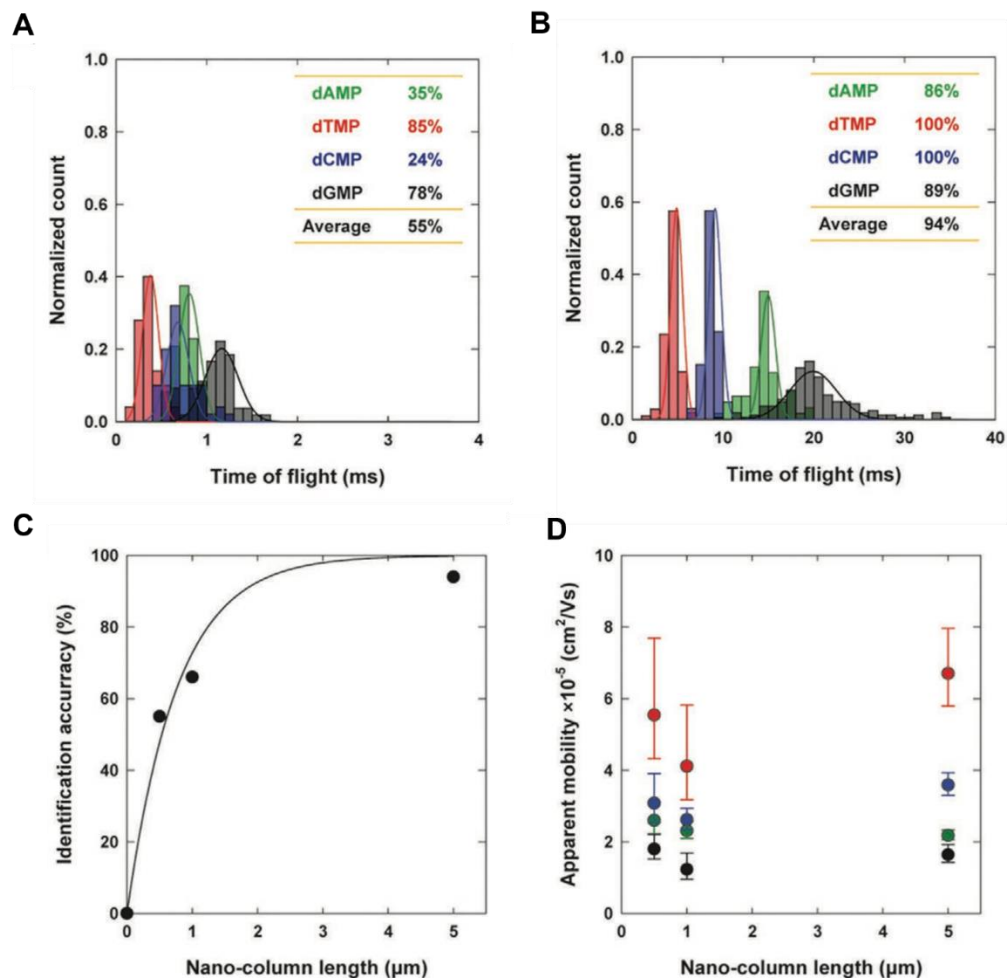 A
1.0
0.8
0.6
0.4
0.2
0.0
Normalized count
dAMP 35%
dTMP 85%
dCMP 24%
dGMP 78%
Average 55%
0 1 2 3 4
Time of flight (ms)
B
1.0
0.8
0.6
0.4
0.2
0.0
Normalized count
dAMP 86%
dTMP 100%
dCMP 100%
dGMP 89%
Average 94%
0 10 20 30 40
Time of flight (ms)
C
100
80
60
40
20
0
Identification accurracy (%)
0 1 2 3 4 5
Nano-column length (μm)
D
10
8
6
4
2
0
Apparent mobility ×10⁻⁵ (cm²/Vs)
0 1 2 3 4 5
Nano-column length (μm)